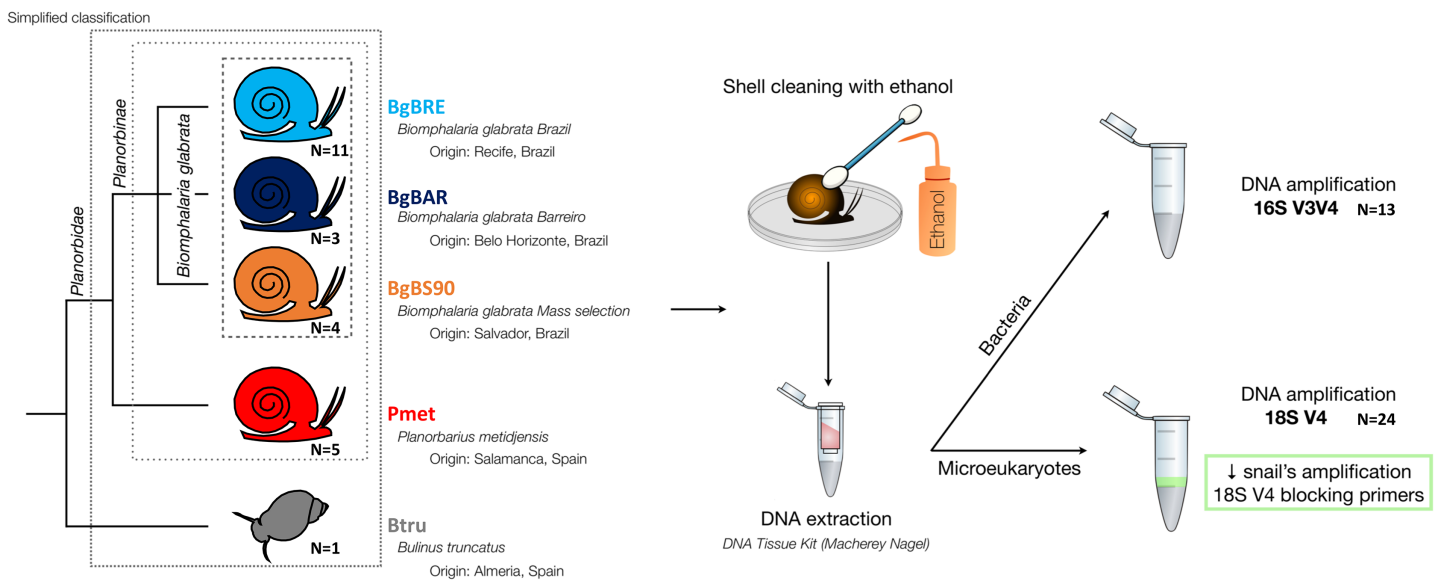 Simplified classification
Planorbidae
Planorbinae
Biomphalaria glabrata
N=11
BgBRE
Biomphalaria glabrata Brazil
Origin: Recife, Brazil
N=3
BgBAR
Biomphalaria glabrata Barreiro
Origin: Belo Horizonte, Brazil
N=4
BgBS90
Biomphalaria glabrata Mass selection
Origin: Salvador, Brazil
N=5
Pmet
Planorbarius metidjensis
Origin: Salamanca, Spain
N=1
Btru
Bulinus truncatus
Origin: Almeria, Spain
Shell cleaning with ethanol
Ethanol
DNA extraction
DNA Tissue Kit (Macherey Nagel)
Bacteria
Microeukaryotes
DNA amplification
16S V3V4 N=13
DNA amplification
18S V4 N=24
↓ snail's amplification
18S V4 blocking primers